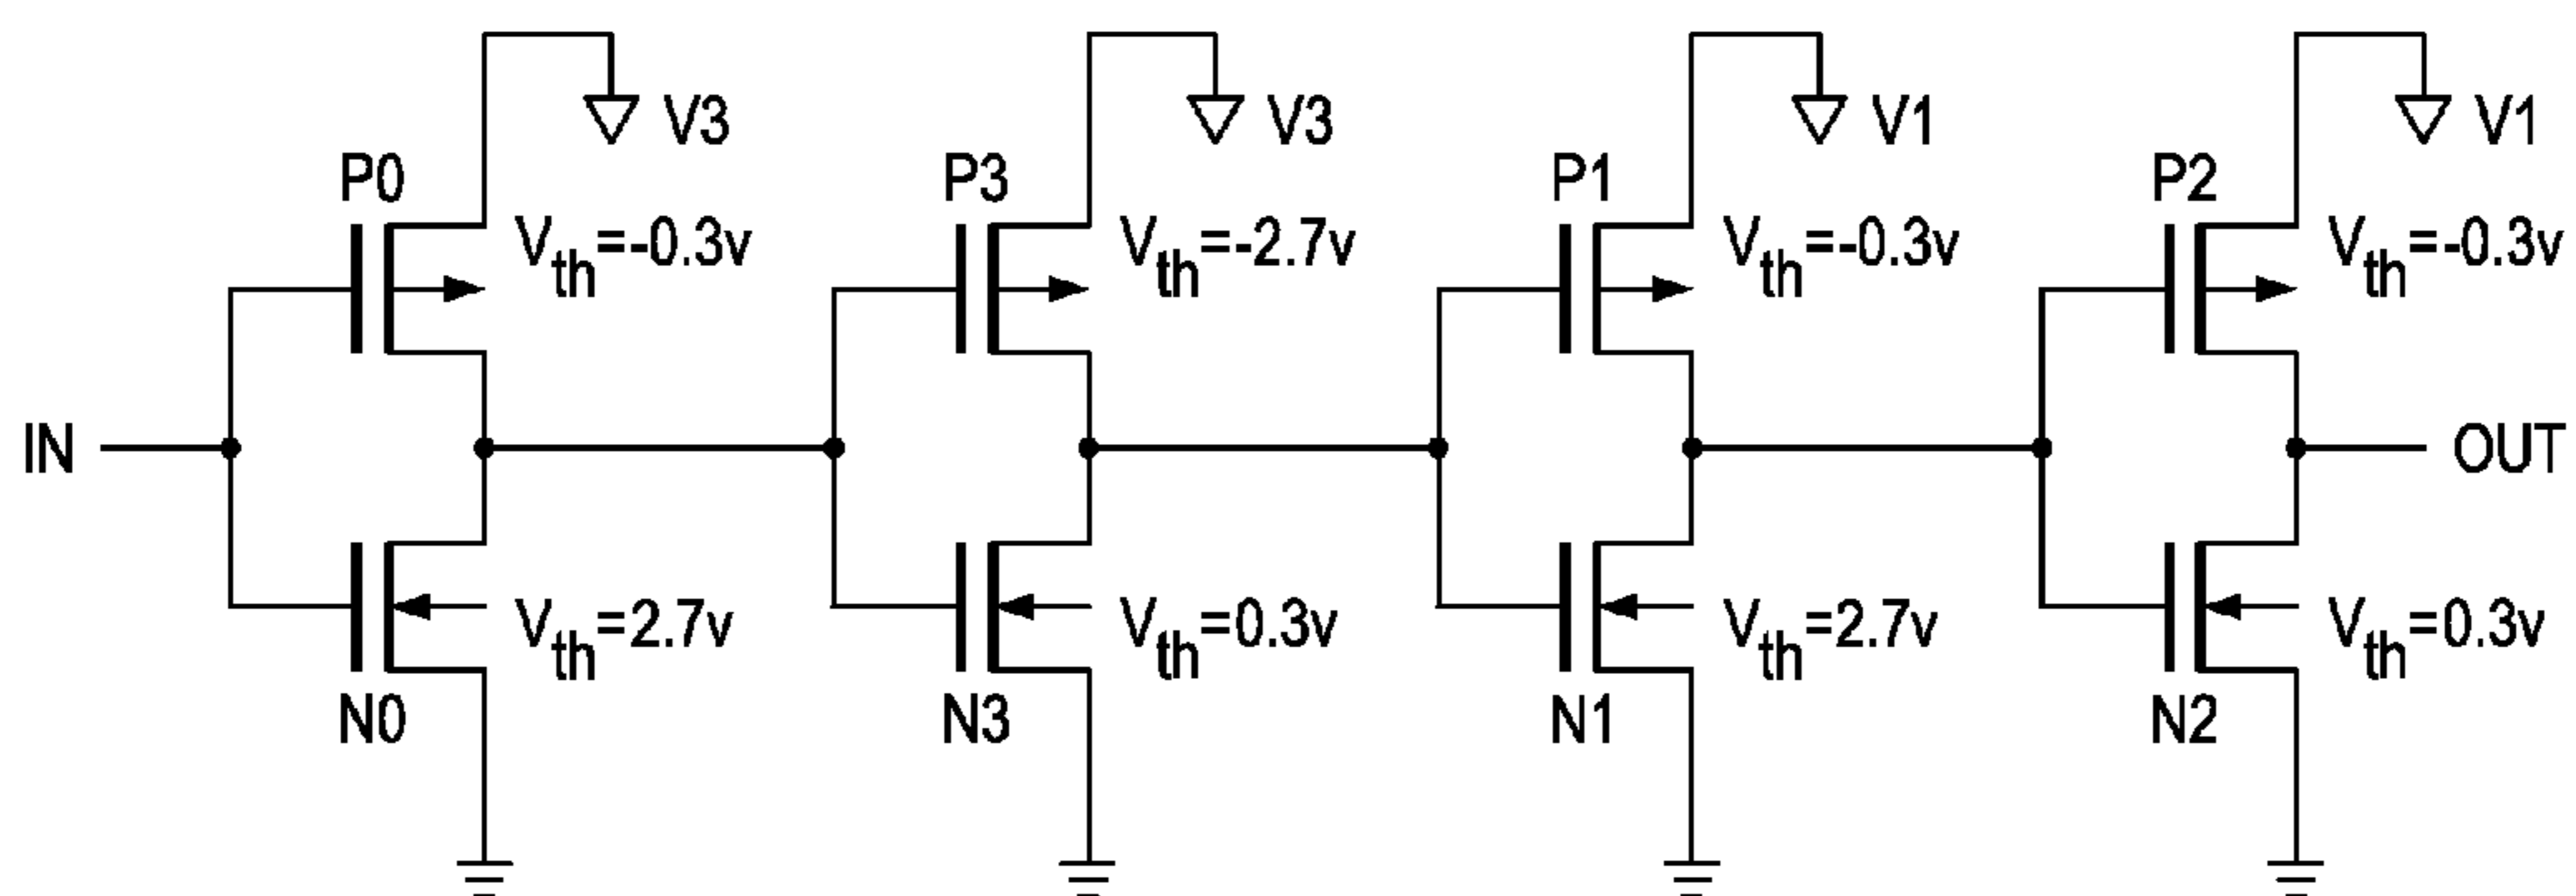 V3
V3
V1
V1
P0
P3
P1
P2
Vth=-0.3v
Vth=-2.7v
Vth=-0.3v
Vth=-0.3v
IN
OUT
Vth=2.7v
Vth=0.3v
Vth=2.7v
Vth=0.3v
N0
N3
N1
N2